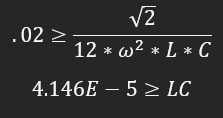 .02 ≥ √2 / (12 * ω² * L * C)
4.146E − 5 ≥ LC